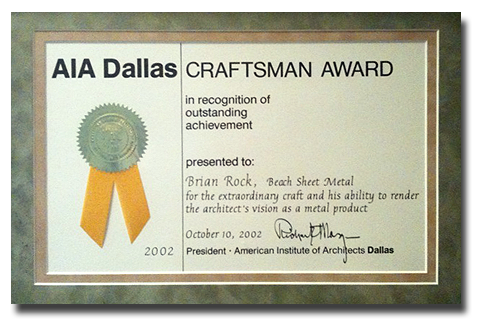 AIA Dallas CRAFTSMAN AWARD
in recognition of
outstanding
achievement
presented to:
Brian Rock, Beach Sheet Metal
for the extraordinary craft and his ability to render
the architect's vision as a metal product
October 10, 2002
2002
President · American Institute of Architects Dallas